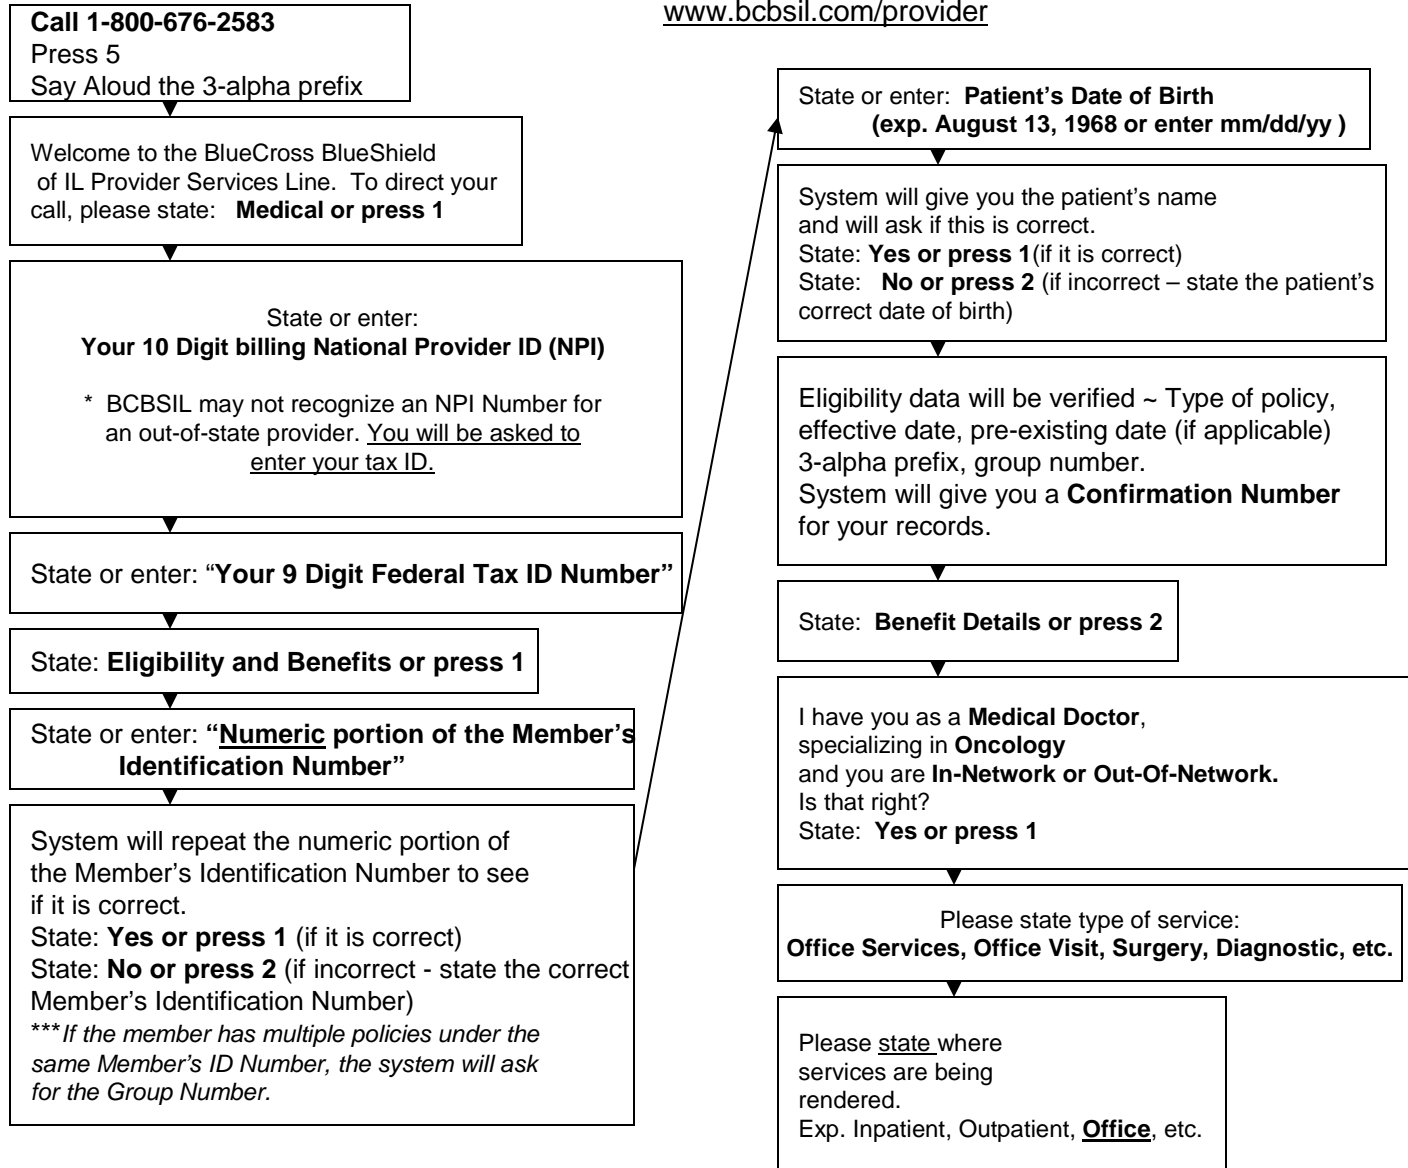 www.bcbsil.com/provider
Call 1-800-676-2583
Press 5
Say Aloud the 3-alpha prefix
Welcome to the BlueCross BlueShield
of IL Provider Services Line. To direct your
call, please state: Medical or press 1
State or enter:
Your 10 Digit billing National Provider ID (NPI)
* BCBSIL may not recognize an NPI Number for
an out-of-state provider. You will be asked to
enter your tax ID.
State or enter: “Your 9 Digit Federal Tax ID Number”
State: Eligibility and Benefits or press 1
State or enter: “Numeric portion of the Member’s
Identification Number”
System will repeat the numeric portion of
the Member’s Identification Number to see
if it is correct.
State: Yes or press 1 (if it is correct)
State: No or press 2 (if incorrect - state the correct
Member’s Identification Number)
***If the member has multiple policies under the
same Member’s ID Number, the system will ask
for the Group Number.
State or enter: Patient’s Date of Birth
(exp. August 13, 1968 or enter mm/dd/yy )
System will give you the patient’s name
and will ask if this is correct.
State: Yes or press 1(if it is correct)
State: No or press 2 (if incorrect – state the patient’s
correct date of birth)
Eligibility data will be verified ~ Type of policy,
effective date, pre-existing date (if applicable)
3-alpha prefix, group number.
System will give you a Confirmation Number
for your records.
State: Benefit Details or press 2
I have you as a Medical Doctor,
specializing in Oncology
and you are In-Network or Out-Of-Network.
Is that right?
State: Yes or press 1
Please state type of service:
Office Services, Office Visit, Surgery, Diagnostic, etc.
Please state where
services are being
rendered.
Exp. Inpatient, Outpatient, Office, etc.